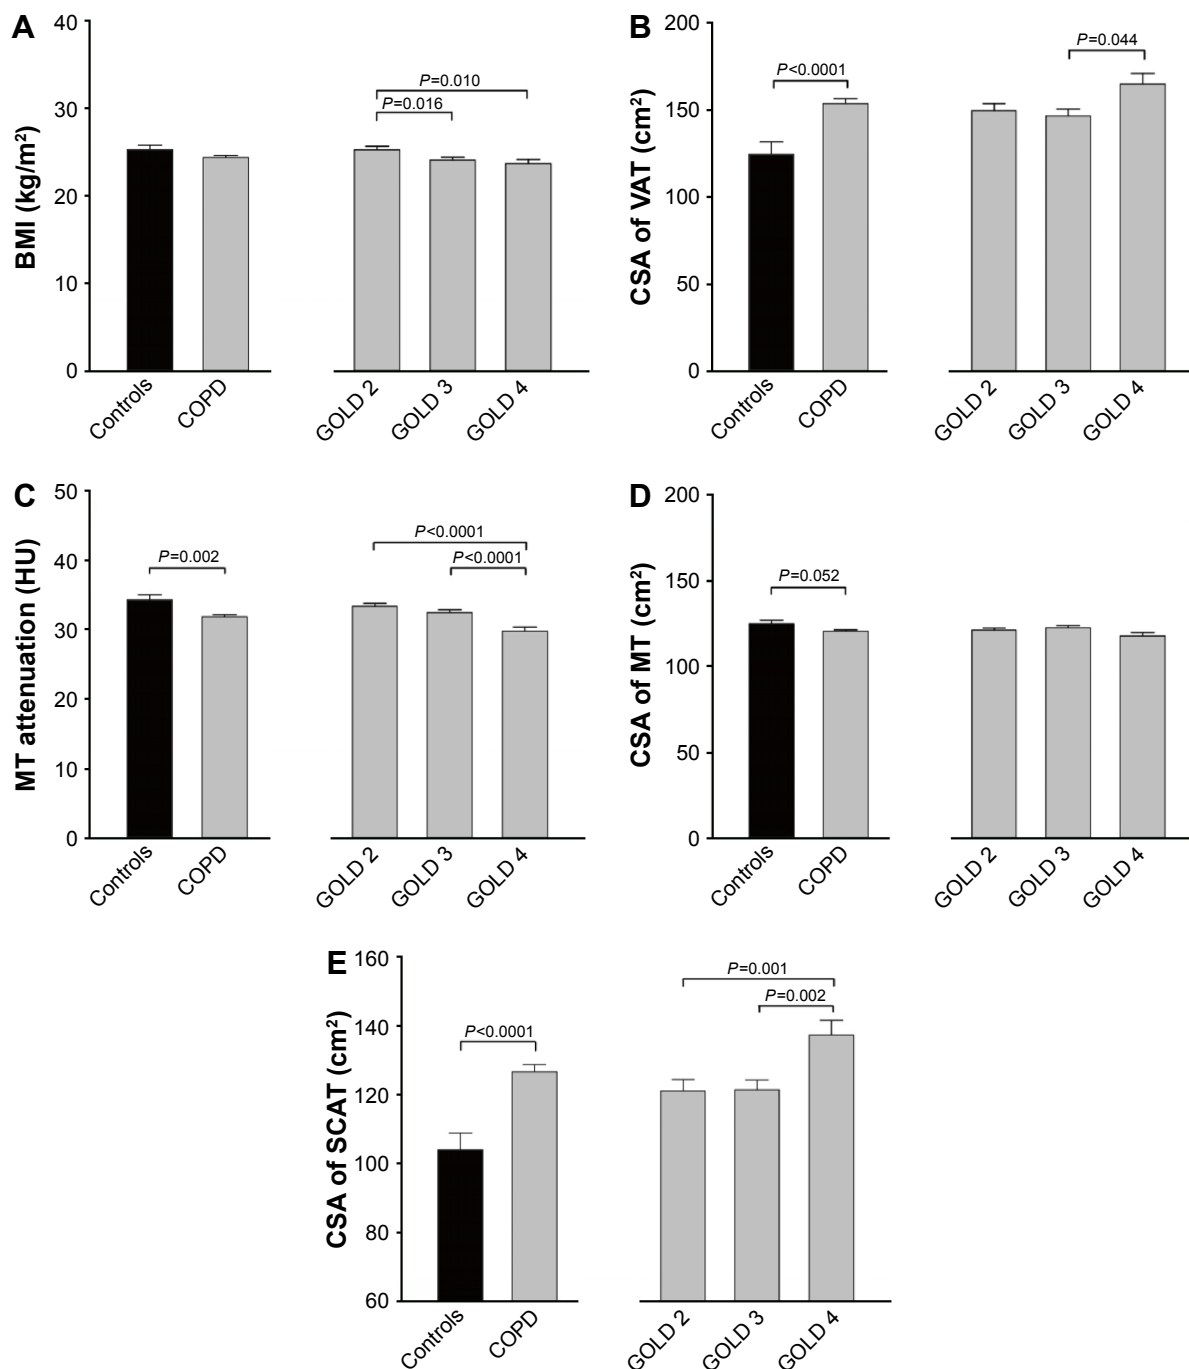 A
BMI (kg/m²)
40
30
20
10
0
P=0.010
P=0.016
Controls
COPD
GOLD 2
GOLD 3
GOLD 4
B
CSA of VAT (cm²)
200
150
100
50
0
P<0.0001
P=0.044
Controls
COPD
GOLD 2
GOLD 3
GOLD 4
C
MT attenuation (HU)
50
40
30
20
10
0
P=0.002
P<0.0001
P<0.0001
Controls
COPD
GOLD 2
GOLD 3
GOLD 4
D
CSA of MT (cm²)
200
150
100
50
0
P=0.052
Controls
COPD
GOLD 2
GOLD 3
GOLD 4
E
CSA of SCAT (cm²)
160
140
120
100
80
60
P<0.0001
P=0.001
P=0.002
Controls
COPD
GOLD 2
GOLD 3
GOLD 4